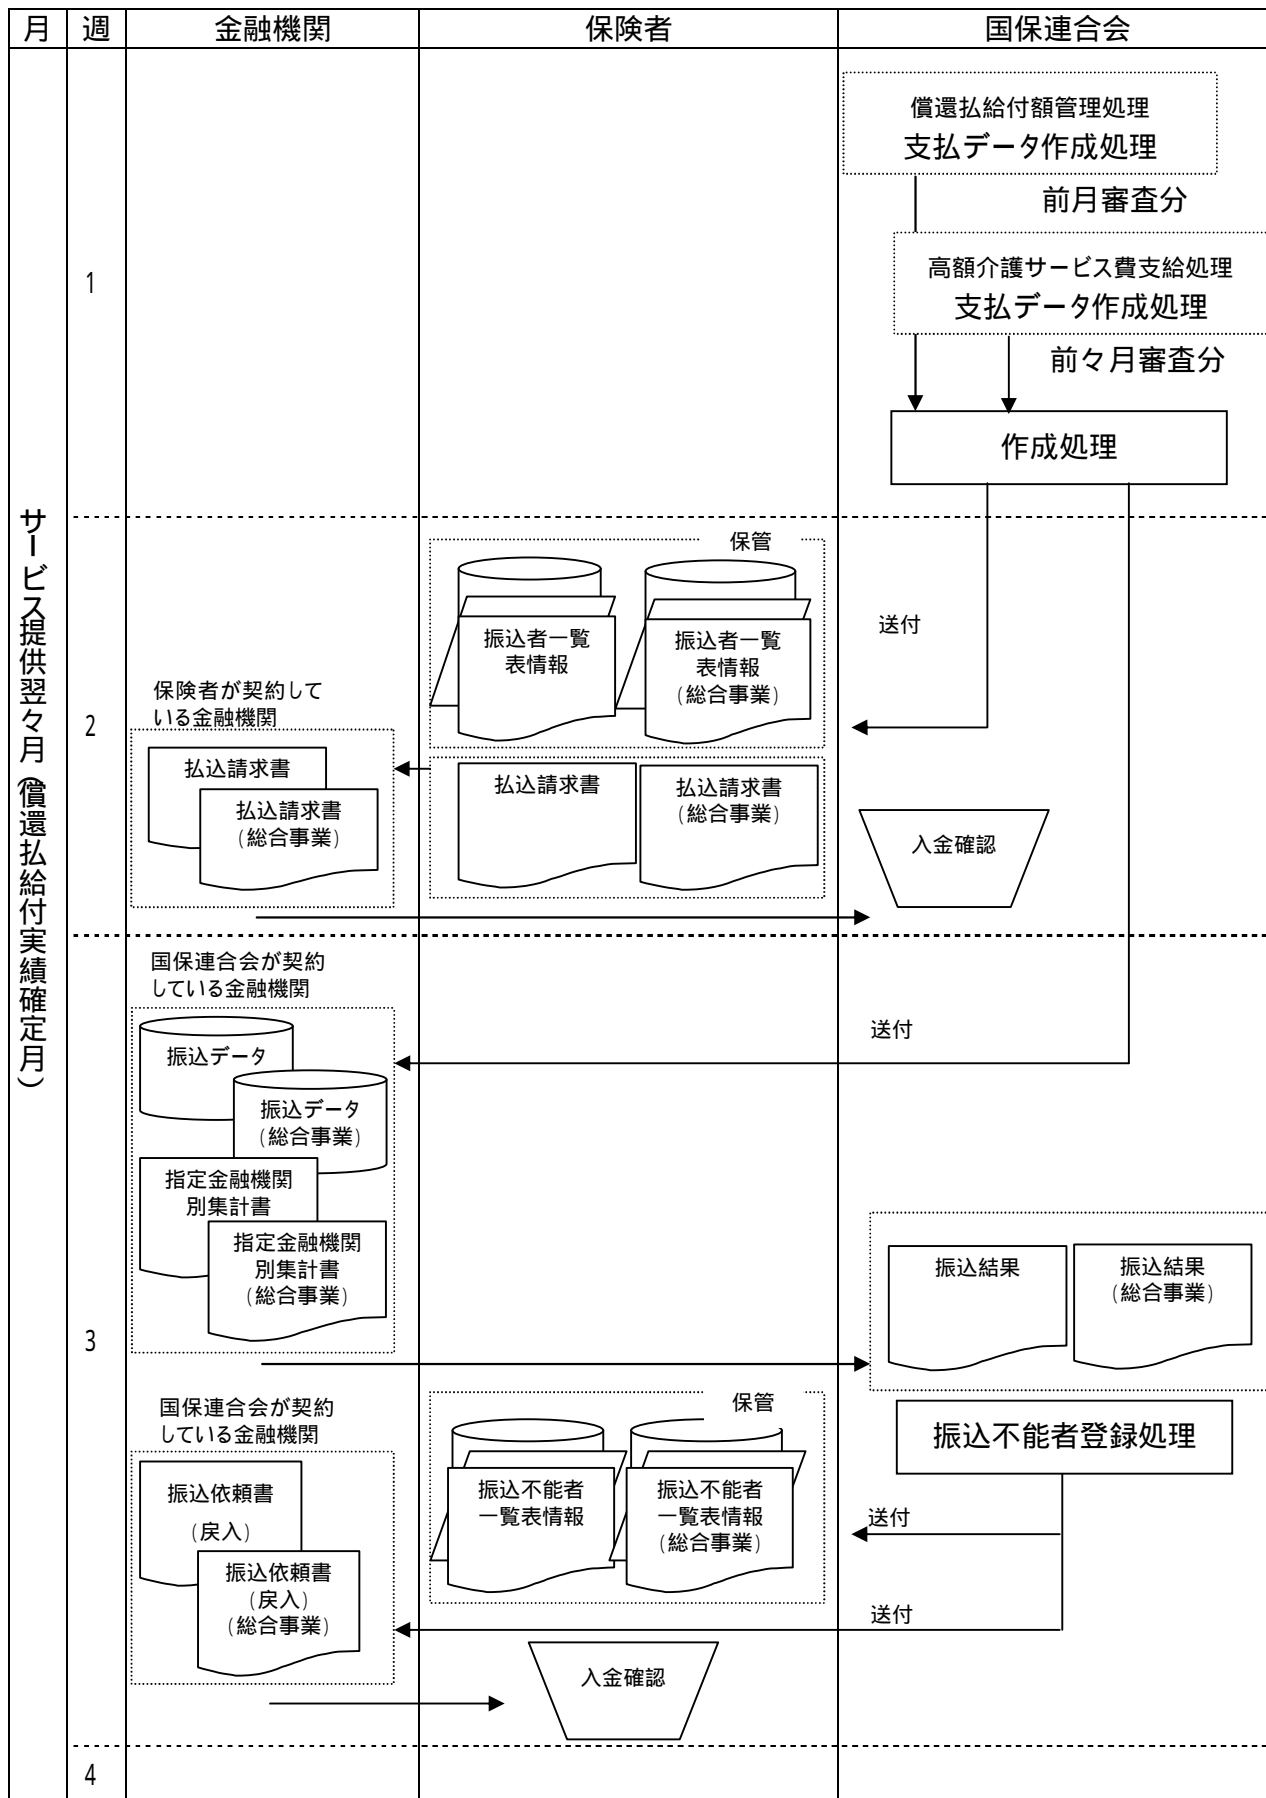 月 週 金融機関 保険者 国保連合会
サービス提供翌々月（償還払給付実績確定月）
1
償還払給付額管理処理
支払データ作成処理
前月審査分
高額介護サービス費支給処理
支払データ作成処理
前々月審査分
作成処理
2
保管
振込者一覧
表情報
振込者一覧
表情報
(総合事業)
送付
保険者が契約して
いる金融機関
払込請求書
払込請求書
(総合事業)
払込請求書
払込請求書
(総合事業)
入金確認
3
国保連合会が契約
している金融機関
送付
振込データ
振込データ
(総合事業)
指定金融機関
別集計書
指定金融機関
別集計書
(総合事業)
振込結果
振込結果
(総合事業)
国保連合会が契約
している金融機関
保管
振込不能者登録処理
振込依頼書
(戻入)
振込依頼書
(戻入)
(総合事業)
振込不能者
一覧表情報
振込不能者
一覧表情報
(総合事業)
送付
送付
入金確認
4